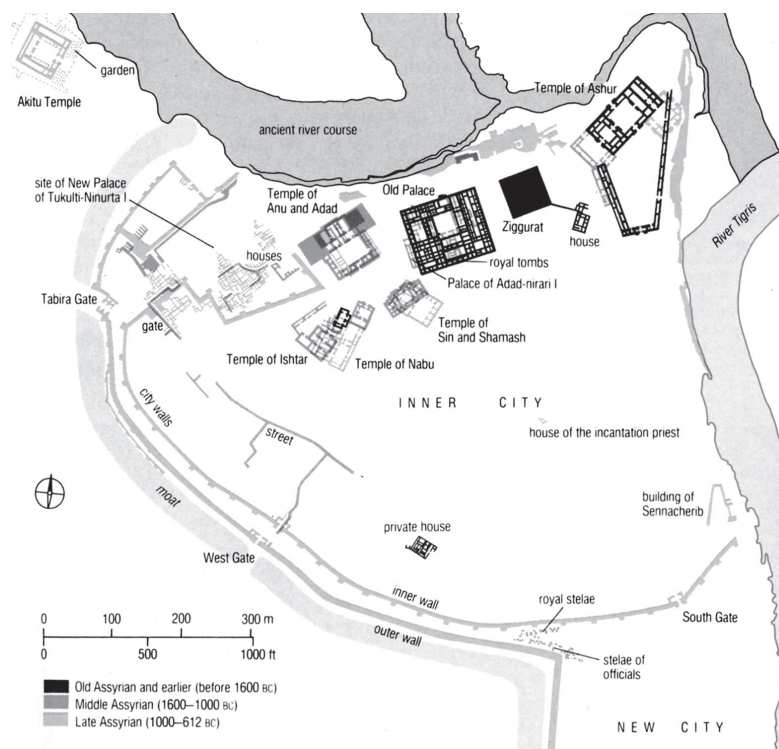 garden
Akitu Temple
Temple of Ashur
ancient river course
site of New Palace
of Tukulti-Ninurta I
Temple of
Anu and Adad
Old Palace
Ziggurat
house
River Tigris
houses
royal tombs
Palace of Adad-nirari I
Tabira Gate
gate
Temple of
Sin and Shamash
Temple of Ishtar
Temple of Nabu
INNER CITY
city walls
street
house of the incantation priest
moat
building of
Sennacherib
private house
West Gate
inner wall
royal stelae
South Gate
outer wall
stelae of
officials
0 100 200 300 m
0 500 1000 ft
Old Assyrian and earlier (before 1600 BC)
Middle Assyrian (1600–1000 BC)
Late Assyrian (1000–612 BC)
NEW CITY